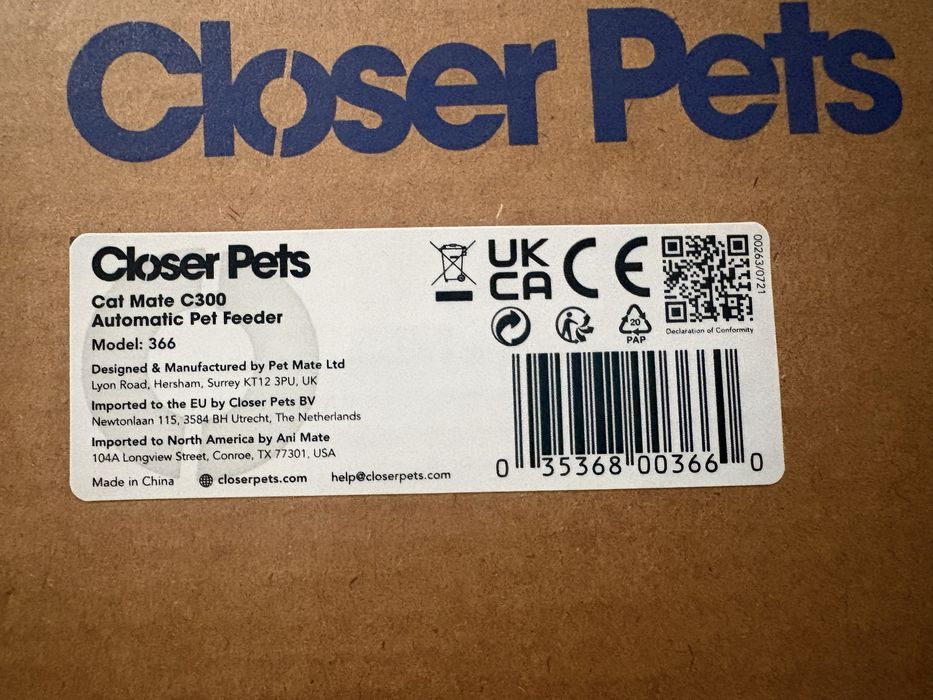 Closer Pets
Closer Pets
Cat Mate C300
Automatic Pet Feeder
Model: 366
Designed & Manufactured by Pet Mate Ltd
Lyon Road, Hersham, Surrey KT12 3PU, UK
Imported to the EU by Closer Pets BV
Newtonlaan 115, 3584 BH Utrecht, The Netherlands
Imported to North America by Ani Mate
104A Longview Street, Conroe, TX 77301, USA
Made in China closerpets.com help@closerpets.com
UK
CA
CE
20
PAP
Declaration of Conformity
00263/0721
0 35368 00366 0